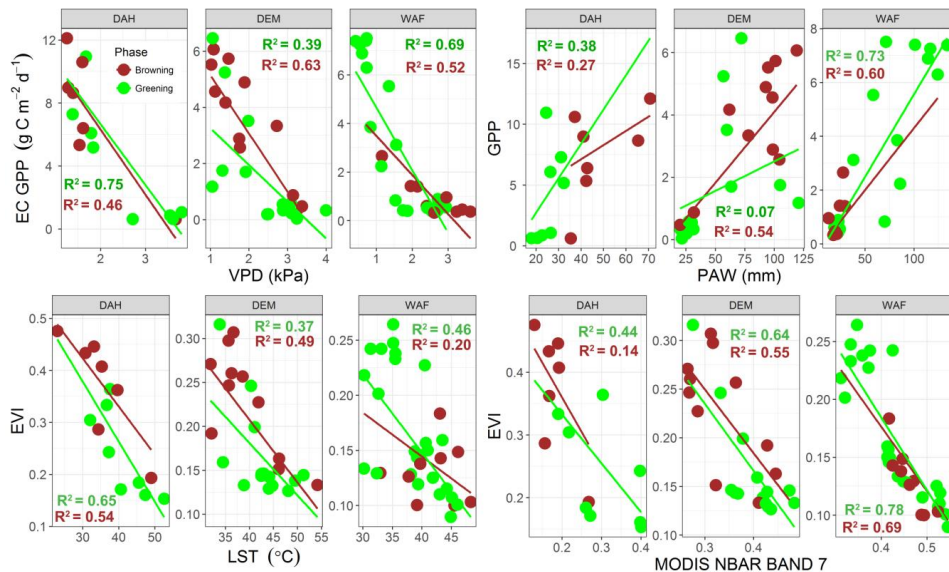 DAH DEM WAF
Phase
Browning
Greening
EC GPP (g C m⁻² d⁻¹)
12
9
6
3
0
R² = 0.75
R² = 0.46
2 3
6
4
2
0
R² = 0.39
R² = 0.63
1 2 3 4
6
4
2
0
R² = 0.69
R² = 0.52
1 2 3
VPD (kPa)
DAH DEM WAF
GPP
15
10
5
0
R² = 0.38
R² = 0.27
20 30 40 50 60 70
6
4
2
0
R² = 0.07
R² = 0.54
25 50 75 100
8
6
4
2
0
R² = 0.73
R² = 0.60
50 100
PAW (mm)
DAH DEM WAF
EVI
0.5
0.4
0.3
0.2
0.1
R² = 0.65
R² = 0.54
30 40 50
0.30
0.25
0.20
0.15
0.10
R² = 0.37
R² = 0.49
35 40 45 50 55
0.25
0.20
0.15
0.10
R² = 0.46
R² = 0.20
30 35 40 45
LST (°C)
DAH DEM WAF
EVI
0.4
0.3
0.2
R² = 0.44
R² = 0.14
0.2 0.3 0.4
0.30
0.25
0.20
0.15
0.10
R² = 0.64
R² = 0.55
0.3 0.4
0.25
0.20
0.15
0.10
R² = 0.78
R² = 0.69
0.4 0.5
MODIS NBAR BAND 7